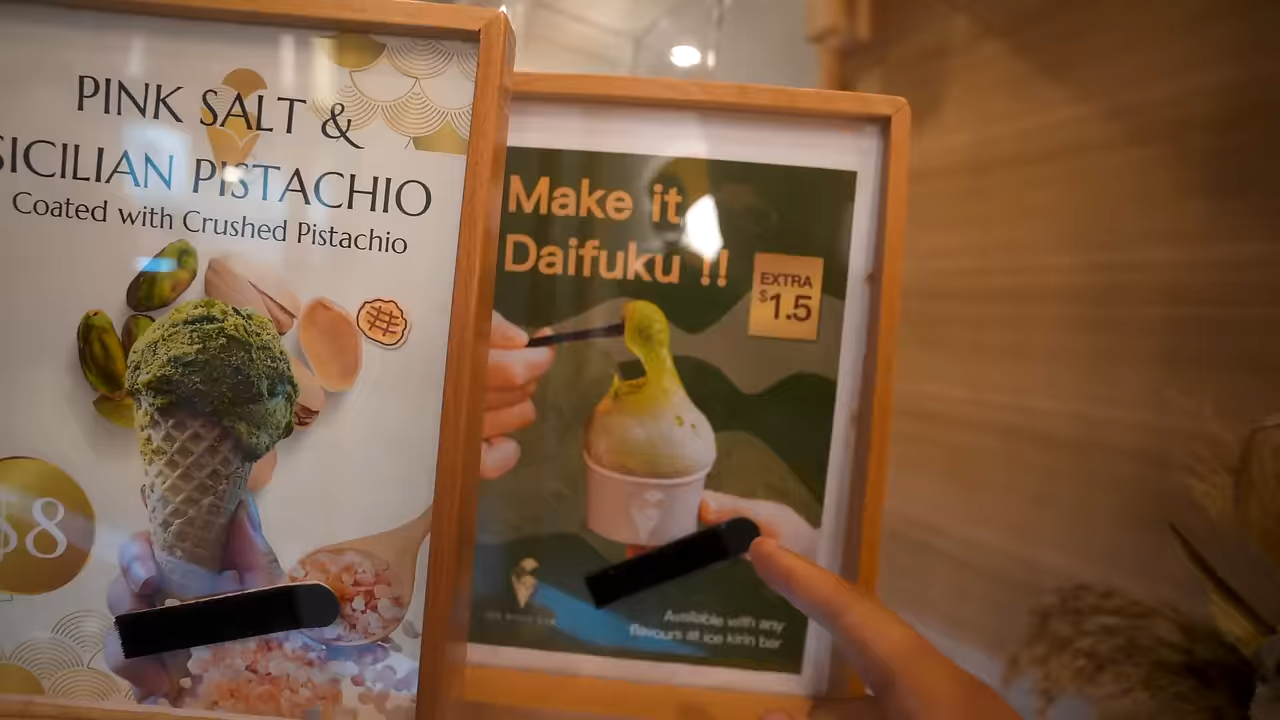 PINK SALT &
SICILIAN PISTACHIO
Coated with Crushed Pistachio
$8
Make it
Daifuku !!
EXTRA
$1.5
Available with any
flavours at ice kirin bar